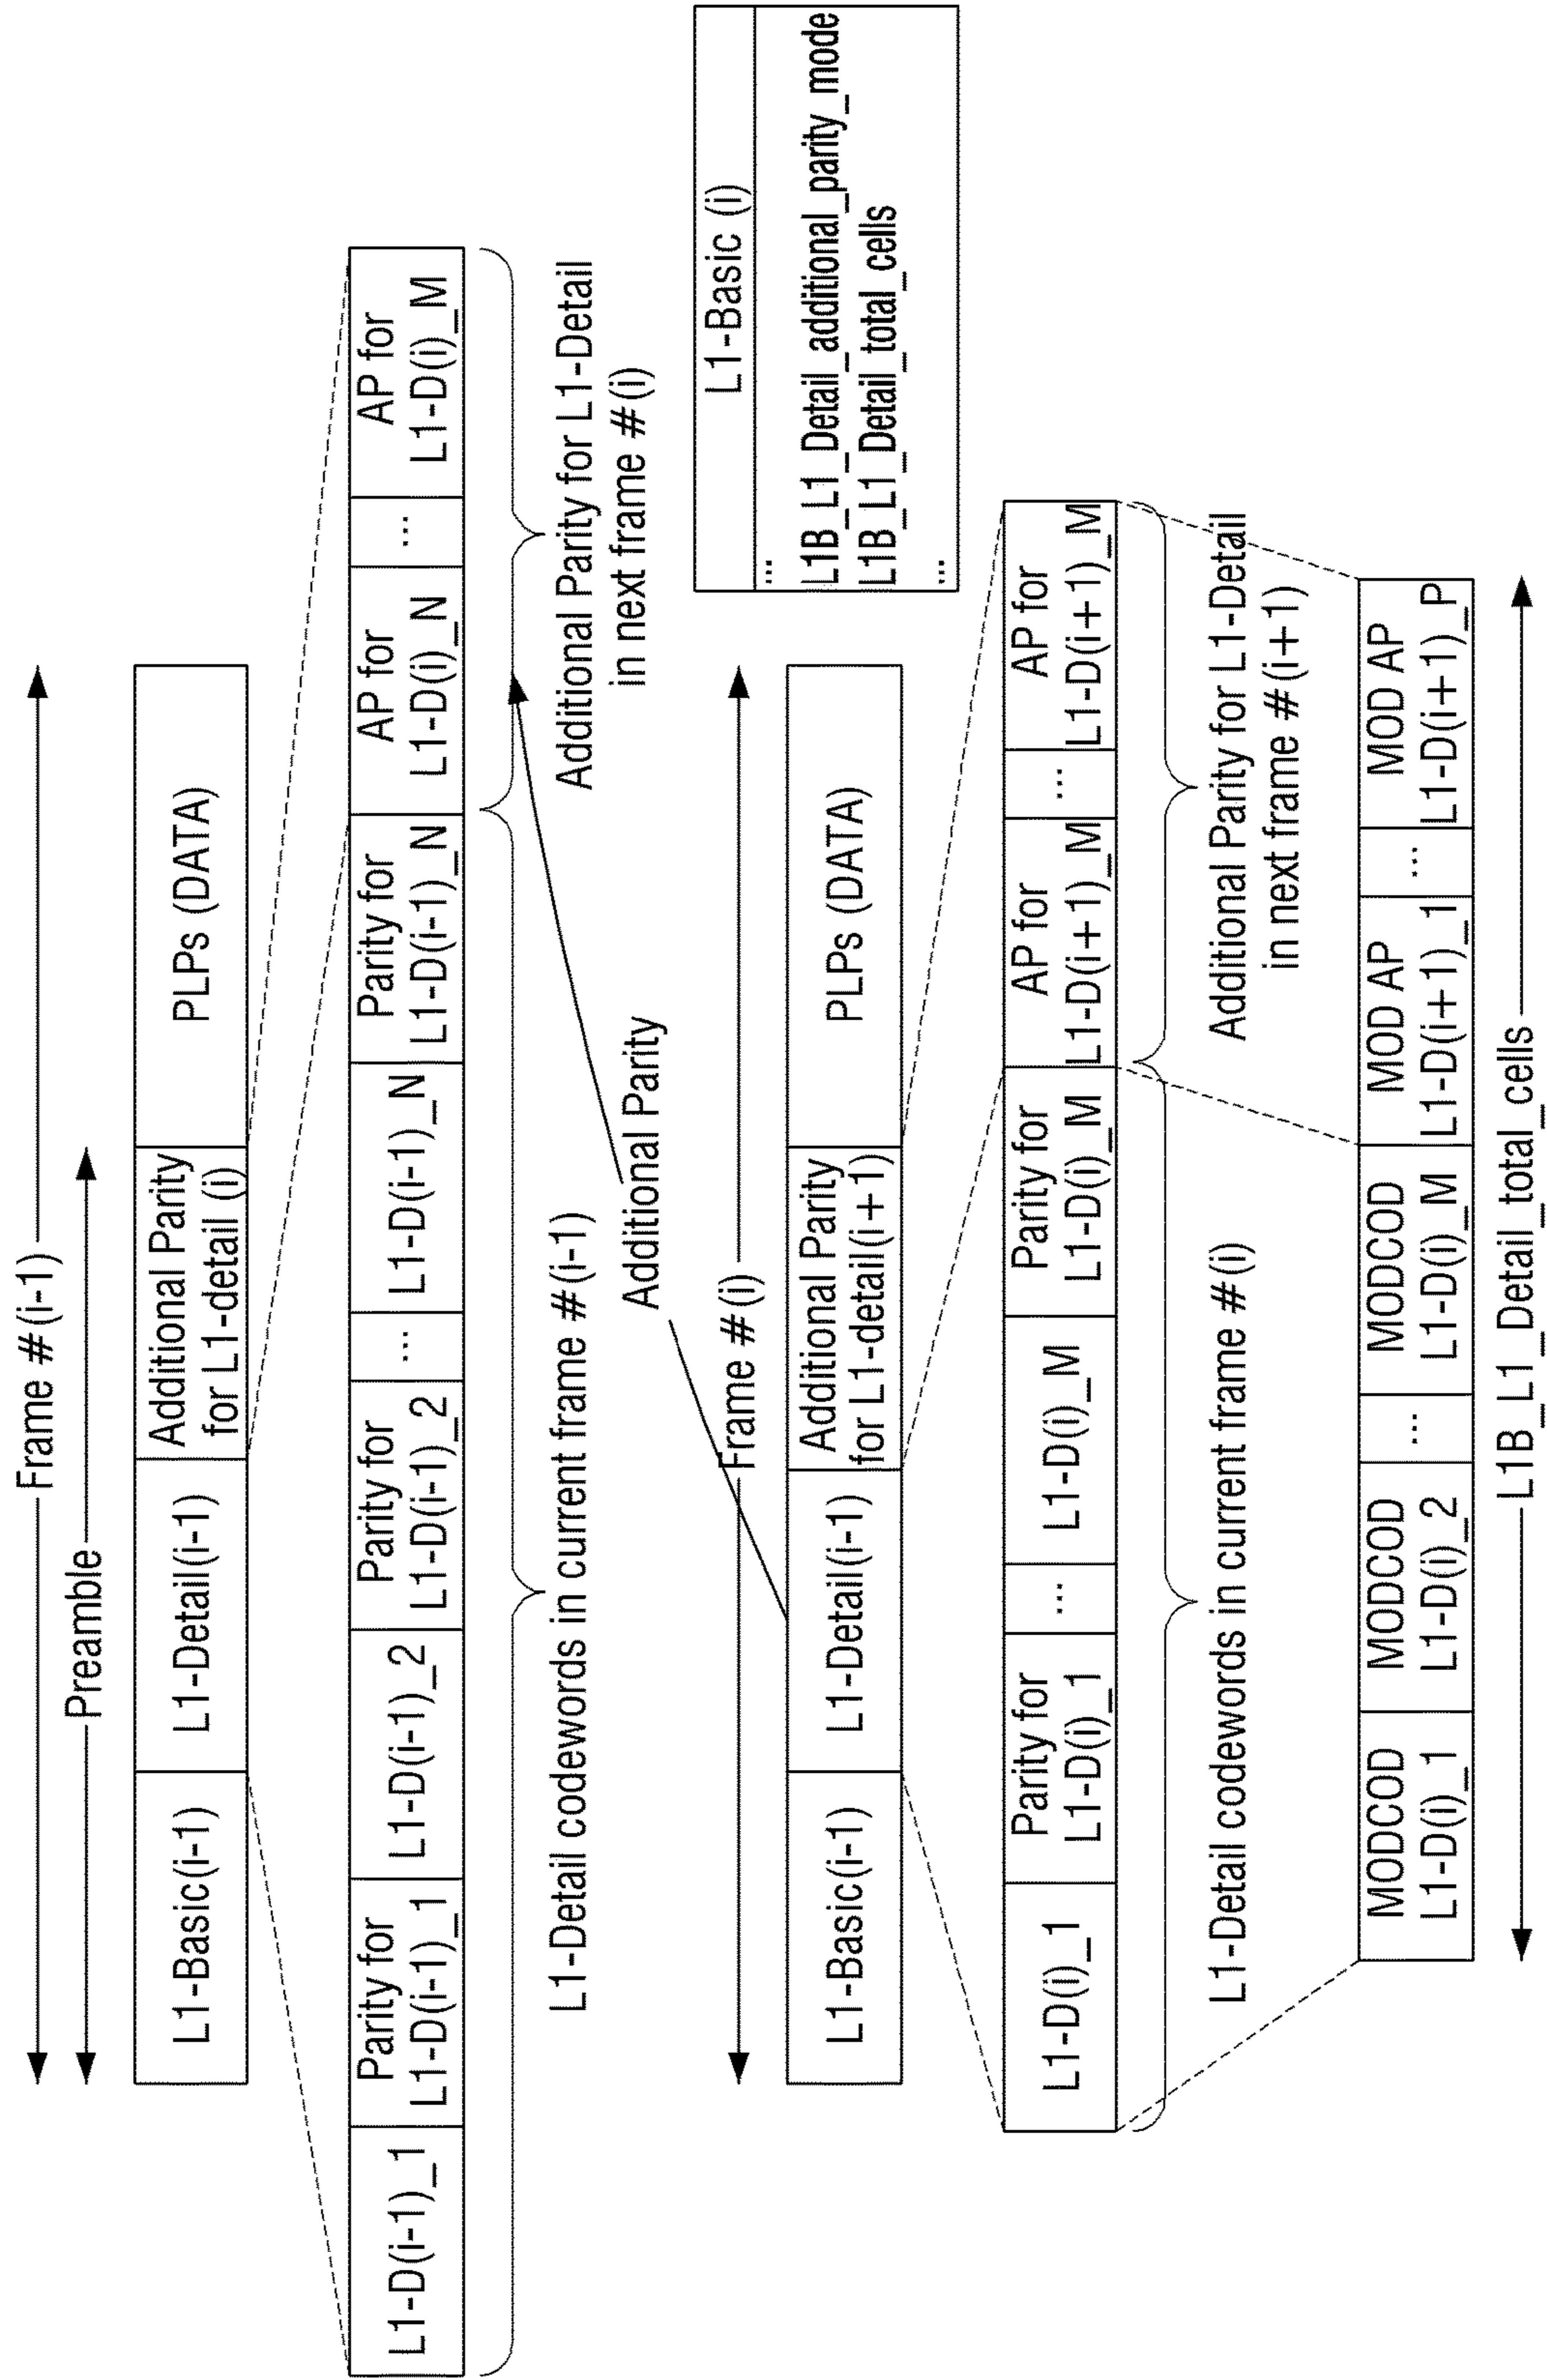 Frame #(i-1)
Preamble
L1-Basic(i-1)
L1-Detail(i-1)
Additional Parity
for L1-detail (i)
PLPs (DATA)
L1-D(i-1)_1
Parity for
L1-D(i-1)_1
L1-D(i-1)_2
Parity for
L1-D(i-1)_2
...
L1-D(i-1)_N
Parity for
L1-D(i-1)_N
AP for
L1-D(i)_N
...
AP for
L1-D(i)_M
L1-Detail codewords in current frame #(i-1)
Additional Parity for L1-Detail
in next frame #(i)
Additional Parity
L1-Basic (i)
...
L1B_L1_Detail_additional_parity_mode
L1B_L1_Detail_total_cells
...
Frame #(i)
L1-Basic(i-1)
L1-Detail(i-1)
Additional Parity
for L1-detail(i+1)
PLPs (DATA)
L1-D(i)_1
Parity for
L1-D(i)_1
...
L1-D(i)_M
Parity for
L1-D(i)_M
AP for
L1-D(i+1)_M
...
AP for
L1-D(i+1)_M
L1-Detail codewords in current frame #(i)
Additional Parity for L1-Detail
in next frame #(i+1)
MODCOD
L1-D(i)_1
MODCOD
L1-D(i)_2
...
MODCOD
L1-D(i)_M
MOD AP
L1-D(i+1)_1
...
MOD AP
L1-D(i+1)_P
L1B_L1_Detail_total_cells